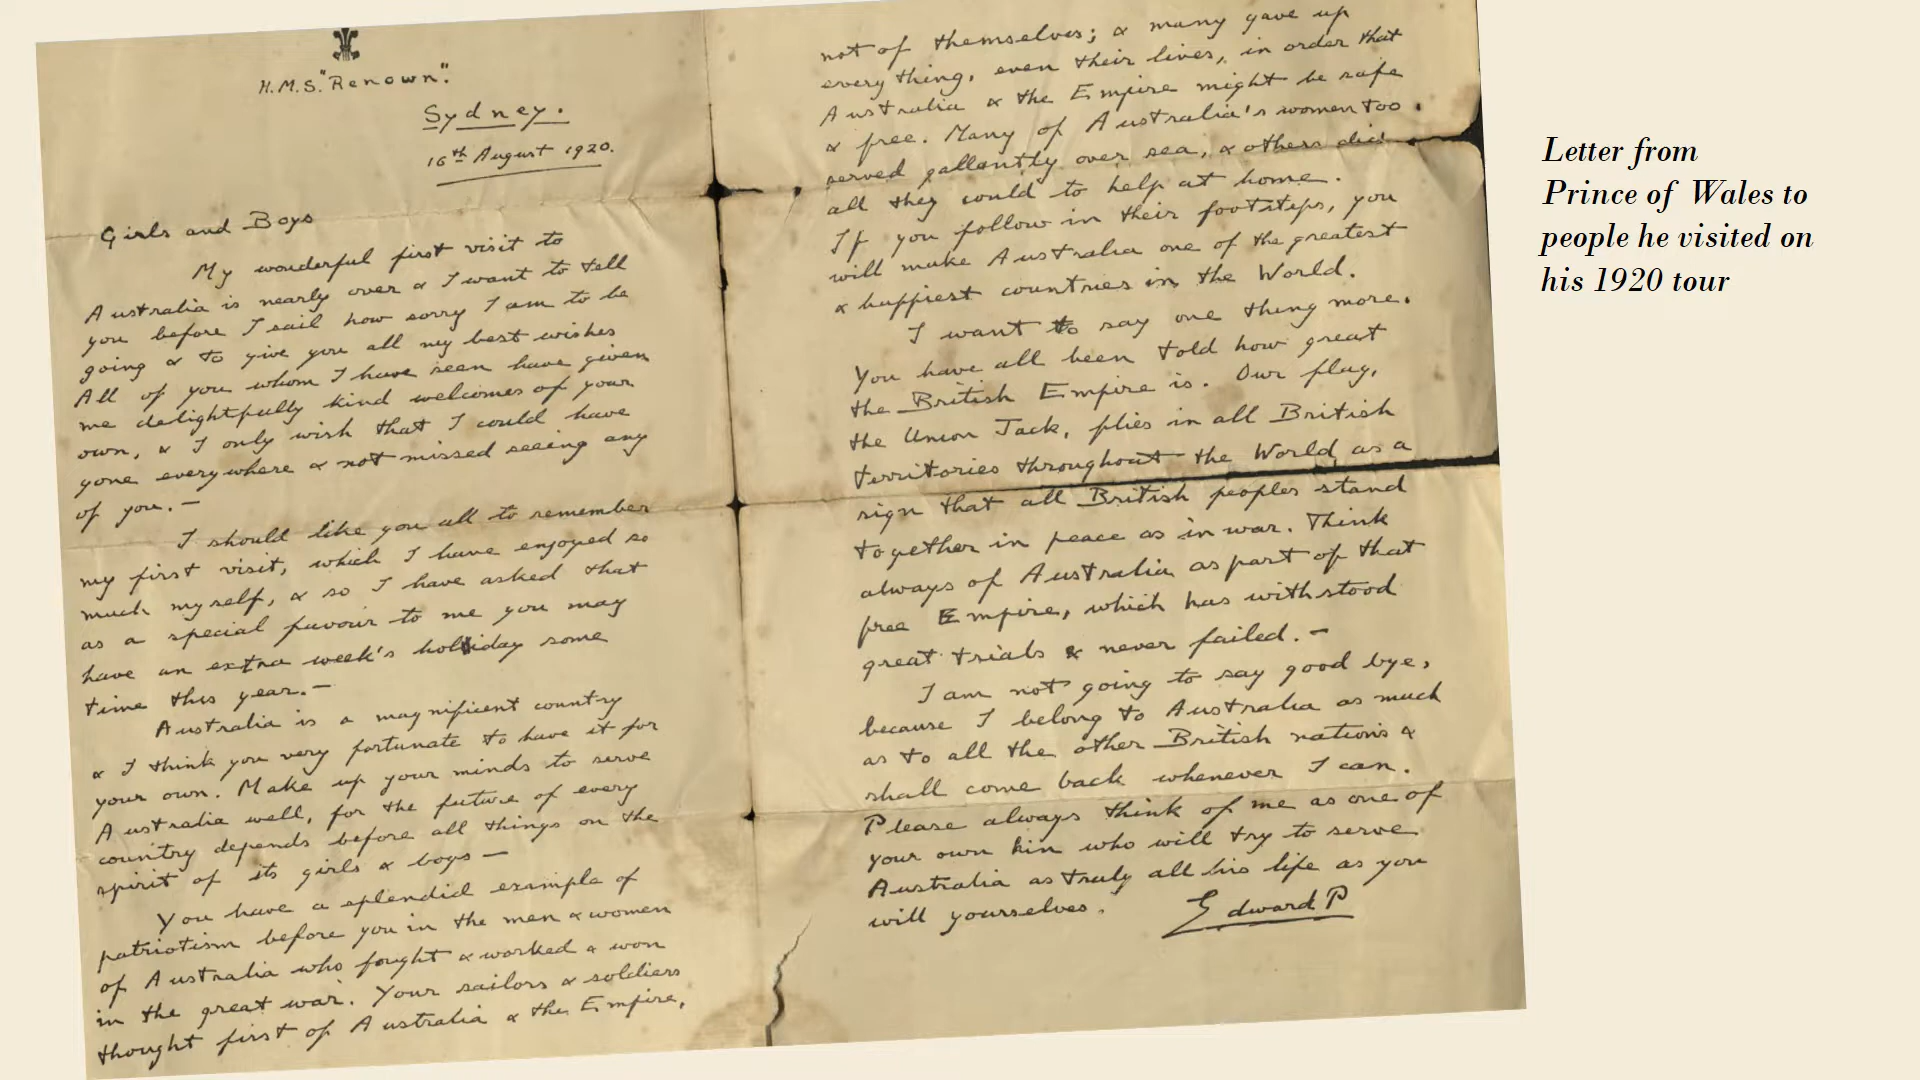 H.M.S. "Renown".
Sydney.
16th August 1920.
Girls and Boys
My wonderful first visit to
Australia is nearly over & I want to tell
you before I sail how sorry I am to be
going & to give you all my best wishes
All of you whom I have seen have given
me delightfully kind welcomes of your
own, & I only wish that I could have
gone everywhere & not missed seeing any
of you. —
I should like you all to remember
my first visit, which I have enjoyed so
much myself, & so I have asked that
as a special favour to me you may
have an extra week's holiday some
time this year. —
Australia is a magnificent country
& I think you very fortunate to have it for
your own. Make up your minds to serve
Australia well, for the future of every
country depends before all things on the
spirit of its girls & boys —
You have a splendid example of
patriotism before you in the men & women
of Australia who fought & worked & won
in the great war. Your sailors & soldiers
thought first of Australia & the Empire,
not of themselves; & many gave up
everything, even their lives, in order that
Australia & the Empire might be safe
& free. Many of Australia's women too
served gallantly over sea, & others did
all they could to help at home.
If you follow in their footsteps, you
will make Australia one of the greatest
& happiest countries in the World.
I want to say one thing more.
You have all been told how great
the British Empire is. Our flag,
the Union Jack, flies in all British
territories throughout the World as a
sign that all British peoples stand
together in peace as in war. Think
always of Australia as part of that
free Empire, which has withstood
great trials & never failed. —
I am not going to say good bye,
because I belong to Australia as much
as to all the other British nations &
shall come back whenever I can.
Please always think of me as one of
your own kin who will try to serve
Australia as truly all his life as you
will yourselves.
Edward P
Letter from
Prince of Wales to
people he visited on
his 1920 tour